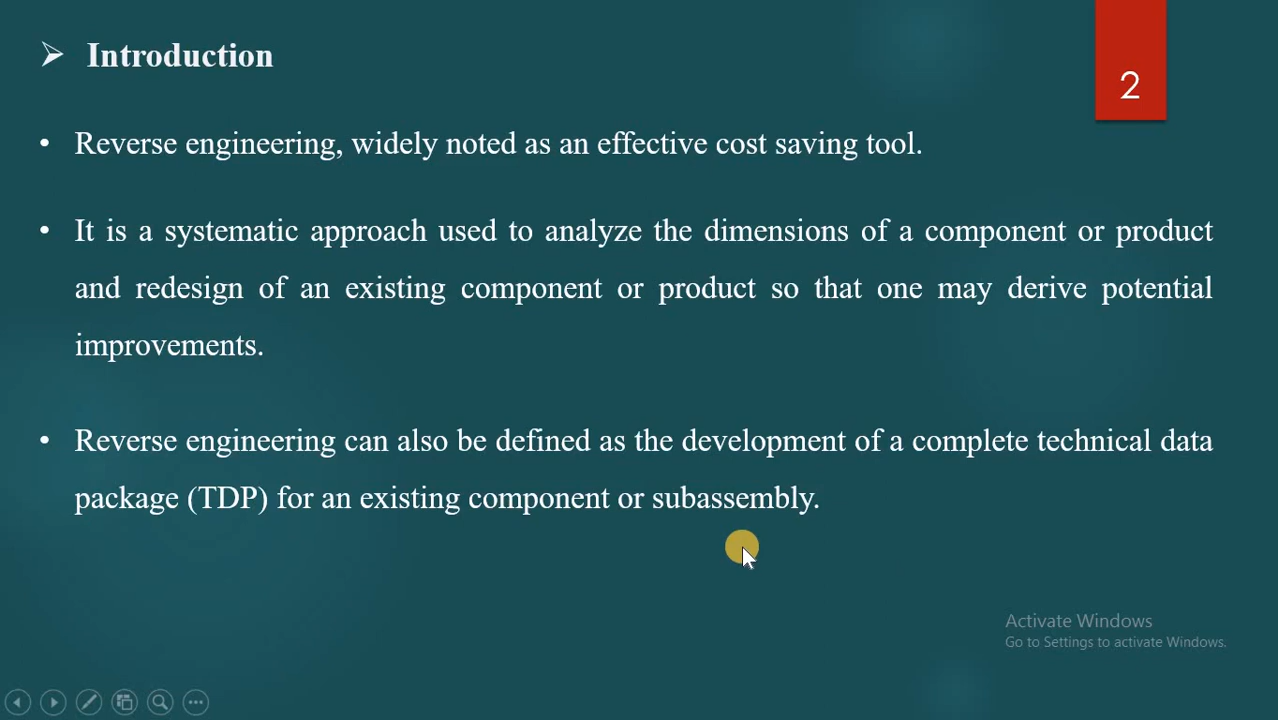 ➢ Introduction
2
• Reverse engineering, widely noted as an effective cost saving tool.
• It is a systematic approach used to analyze the dimensions of a component or product
and redesign of an existing component or product so that one may derive potential
improvements.
• Reverse engineering can also be defined as the development of a complete technical data
package (TDP) for an existing component or subassembly.
Activate Windows
Go to Settings to activate Windows.